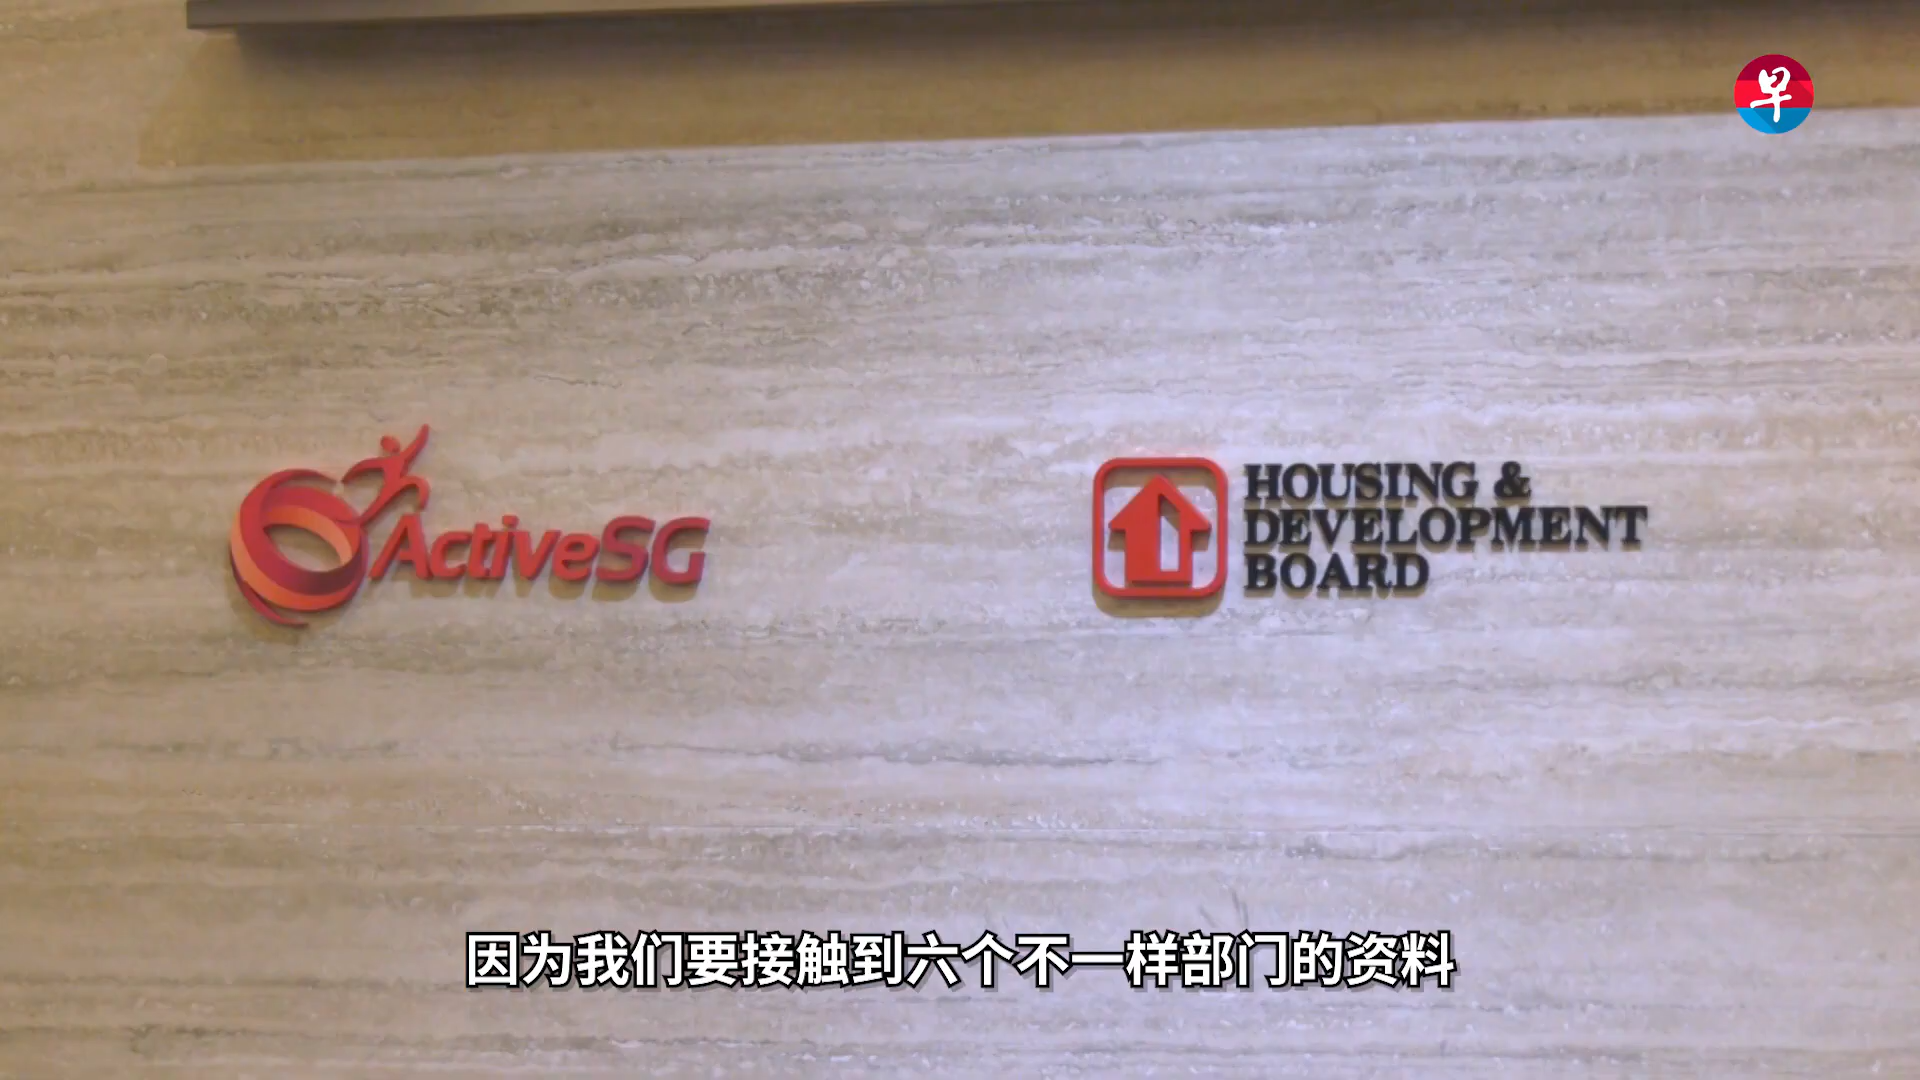 早
ActiveSG
HOUSING &
DEVELOPMENT
BOARD
因为我们要接触到六个不一样部门的资料